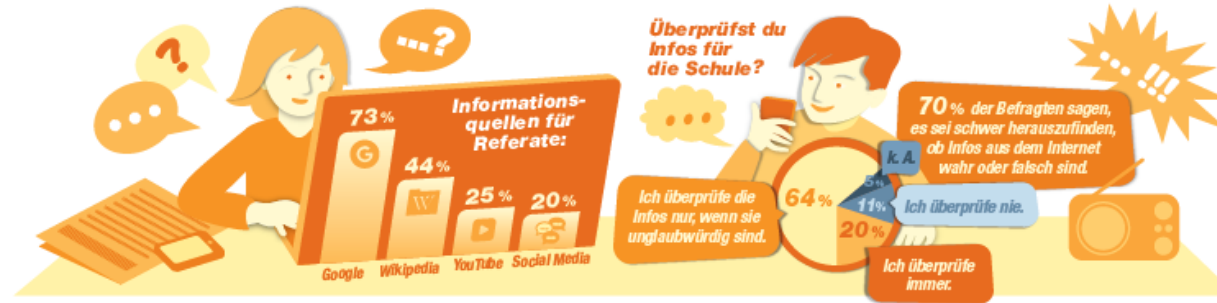 ?
...?
73%
Informations-
quellen für
Referate:
G
44%
W
25%
20%
Google Wikipedia YouTube Social Media
Überprüfst du
Infos für
die Schule?
... !!!
70 % der Befragten sagen,
es sei schwer herauszufinden,
ob Infos aus dem Internet
wahr oder falsch sind.
k. A.
5%
Ich überprüfe die
Infos nur, wenn sie
unglaubwürdig sind.
64%
11%
Ich überprüfe nie.
20%
Ich überprüfe
immer.